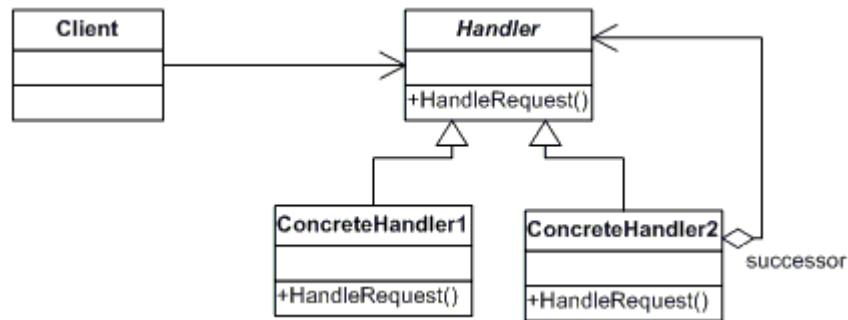 Client
Handler
+HandleRequest()
ConcreteHandler1
+HandleRequest()
ConcreteHandler2
+HandleRequest()
successor